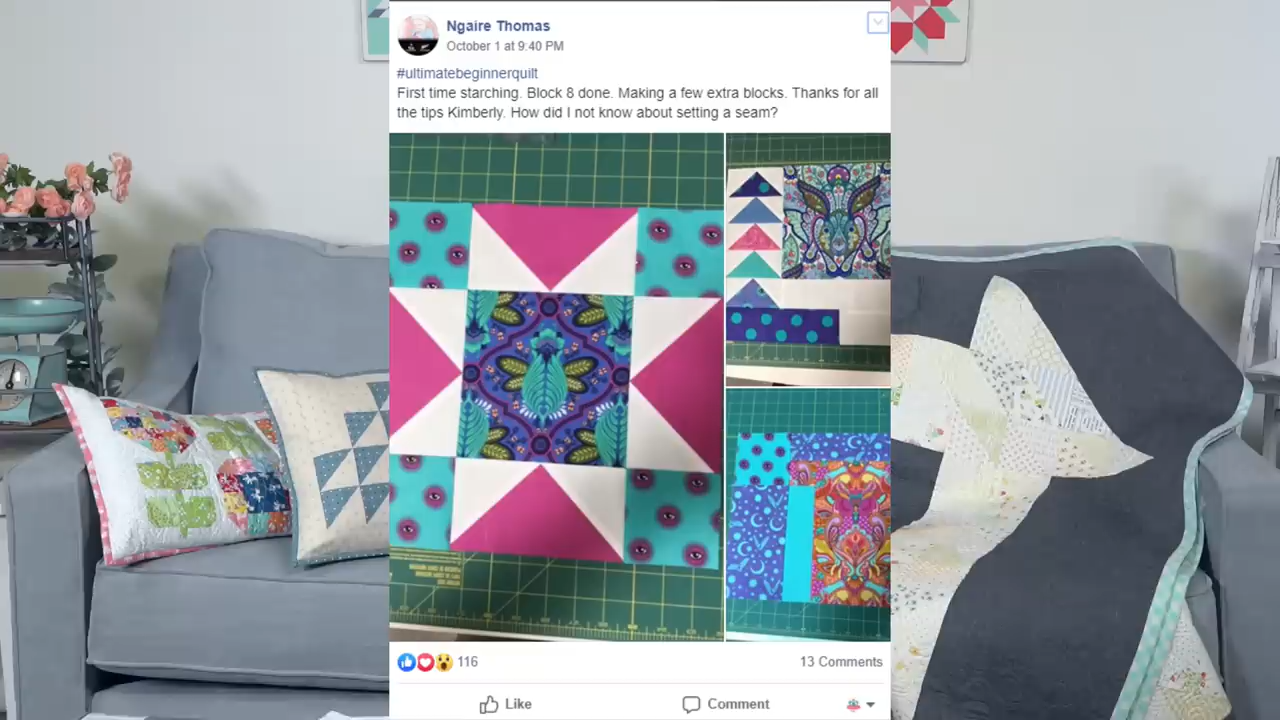 Ngaire Thomas
October 1 at 9:40 PM
#ultimatebeginnerquilt
First time starching. Block 8 done. Making a few extra blocks. Thanks for all
the tips Kimberly. How did I not know about setting a seam?
116
13 Comments
Like
Comment